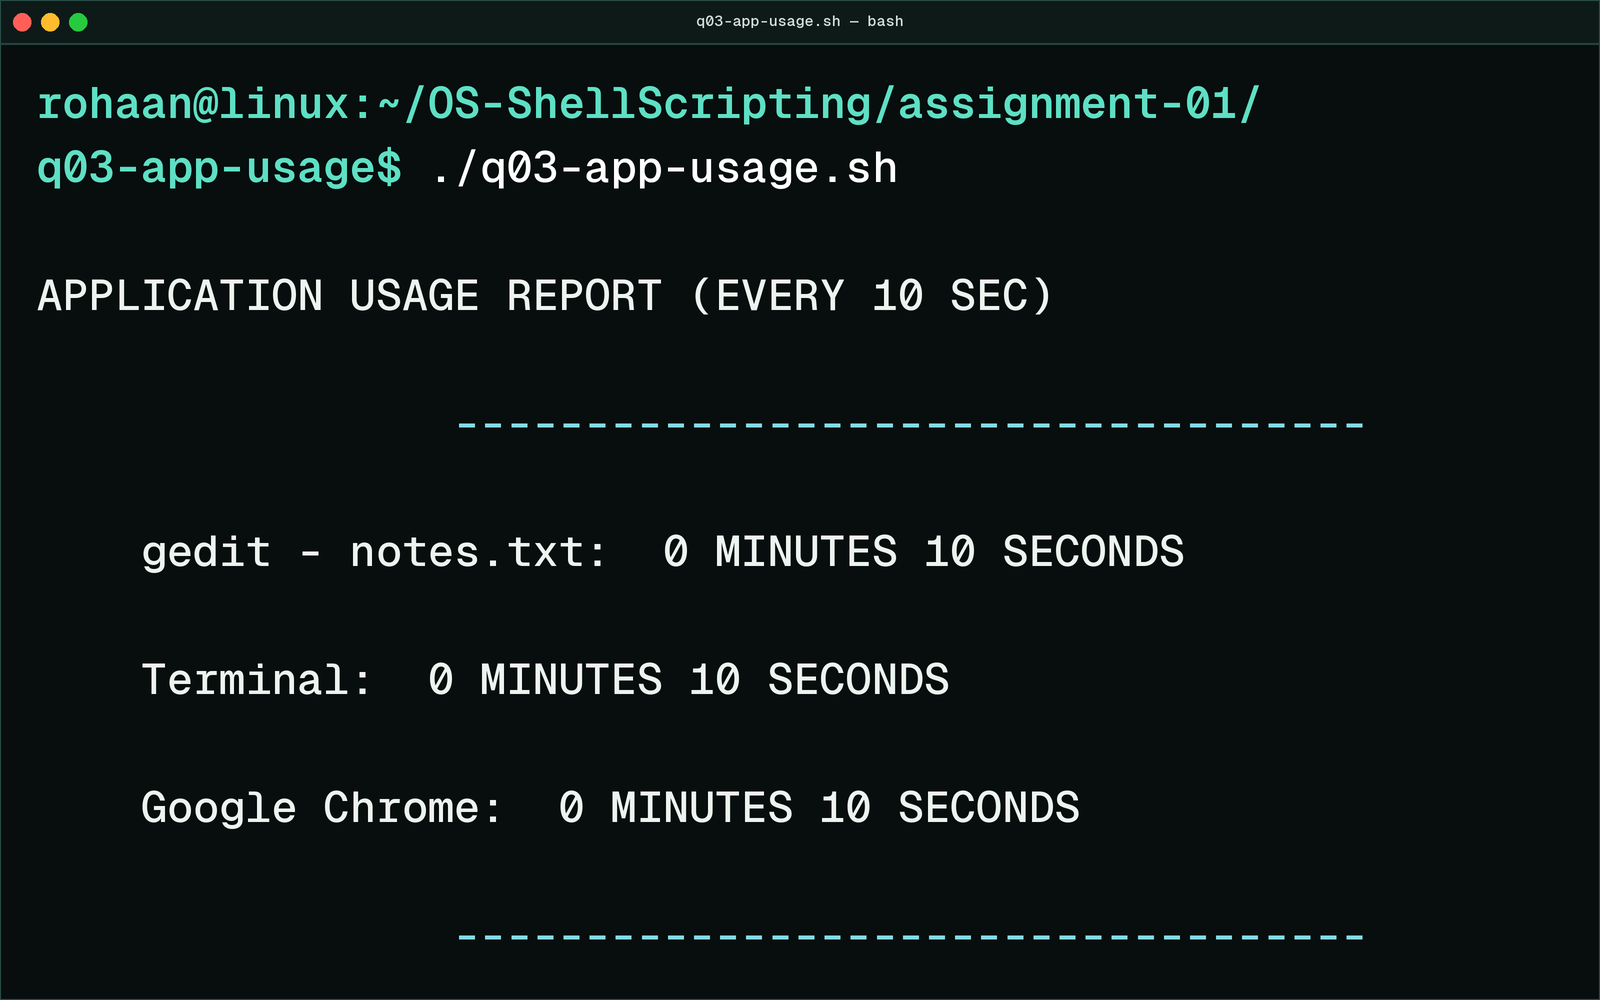 q03-app-usage.sh — bash
rohaan@linux:~/OS-ShellScripting/assignment-01/
q03-app-usage$ ./q03-app-usage.sh
APPLICATION USAGE REPORT (EVERY 10 SEC)
-----------------------------------
gedit - notes.txt:  0 MINUTES 10 SECONDS
Terminal:  0 MINUTES 10 SECONDS
Google Chrome:  0 MINUTES 10 SECONDS
-----------------------------------